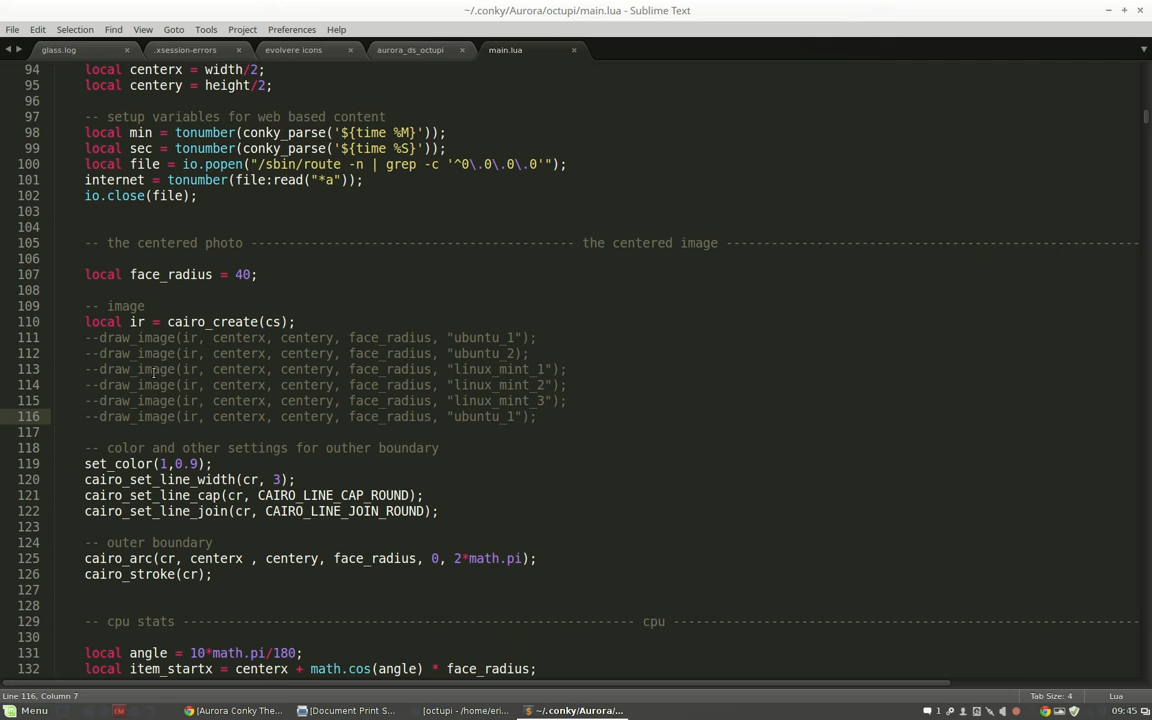 ~/.conky/Aurora/octupi/main.lua - Sublime Text
File Edit Selection Find View Goto Tools Project Preferences Help
glass.log × .xsession-errors × evolvere icons × aurora_ds_octupi × main.lua ×
94 local centerx = width/2;
95 local centery = height/2;
96
97 -- setup variables for web based content
98 local min = tonumber(conky_parse('${time %M}'));
99 local sec = tonumber(conky_parse('${time %S}'));
100 local file = io.popen("/sbin/route -n | grep -c '^0\.0\.0\.0'");
101 internet = tonumber(file:read("*a"));
102 io.close(file);
103
104
105 -- the centered photo ------------------------------------------- the centered image -------------------------------------------------------
106
107 local face_radius = 40;
108
109 -- image
110 local ir = cairo_create(cs);
111 --draw_image(ir, centerx, centery, face_radius, "ubuntu_1");
112 --draw_image(ir, centerx, centery, face_radius, "ubuntu_2);
113 --draw_image(ir, centerx, centery, face_radius, "linux_mint_1");
114 --draw_image(ir, centerx, centery, face_radius, "linux_mint_2");
115 --draw_image(ir, centerx, centery, face_radius, "linux_mint_3");
116 --draw_image(ir, centerx, centery, face_radius, "ubuntu_1");
117
118 -- color and other settings for outher boundary
119 set_color(1,0.9);
120 cairo_set_line_width(cr, 3);
121 cairo_set_line_cap(cr, CAIRO_LINE_CAP_ROUND);
122 cairo_set_line_join(cr, CAIRO_LINE_JOIN_ROUND);
123
124 -- outer boundary
125 cairo_arc(cr, centerx , centery, face_radius, 0, 2*math.pi);
126 cairo_stroke(cr);
127
128
129 -- cpu stats ------------------------------------------------------------ cpu ----------------------------------------------------------------
130
131 local angle = 10*math.pi/180;
132 local item_startx = centerx + math.cos(angle) * face_radius;
Line 116, Column 7 Tab Size: 4 Lua
Menu [Aurora Conky The... [Document Print S... [octupi - /home/eri... ~/.conky/Aurora/... 1 09:45